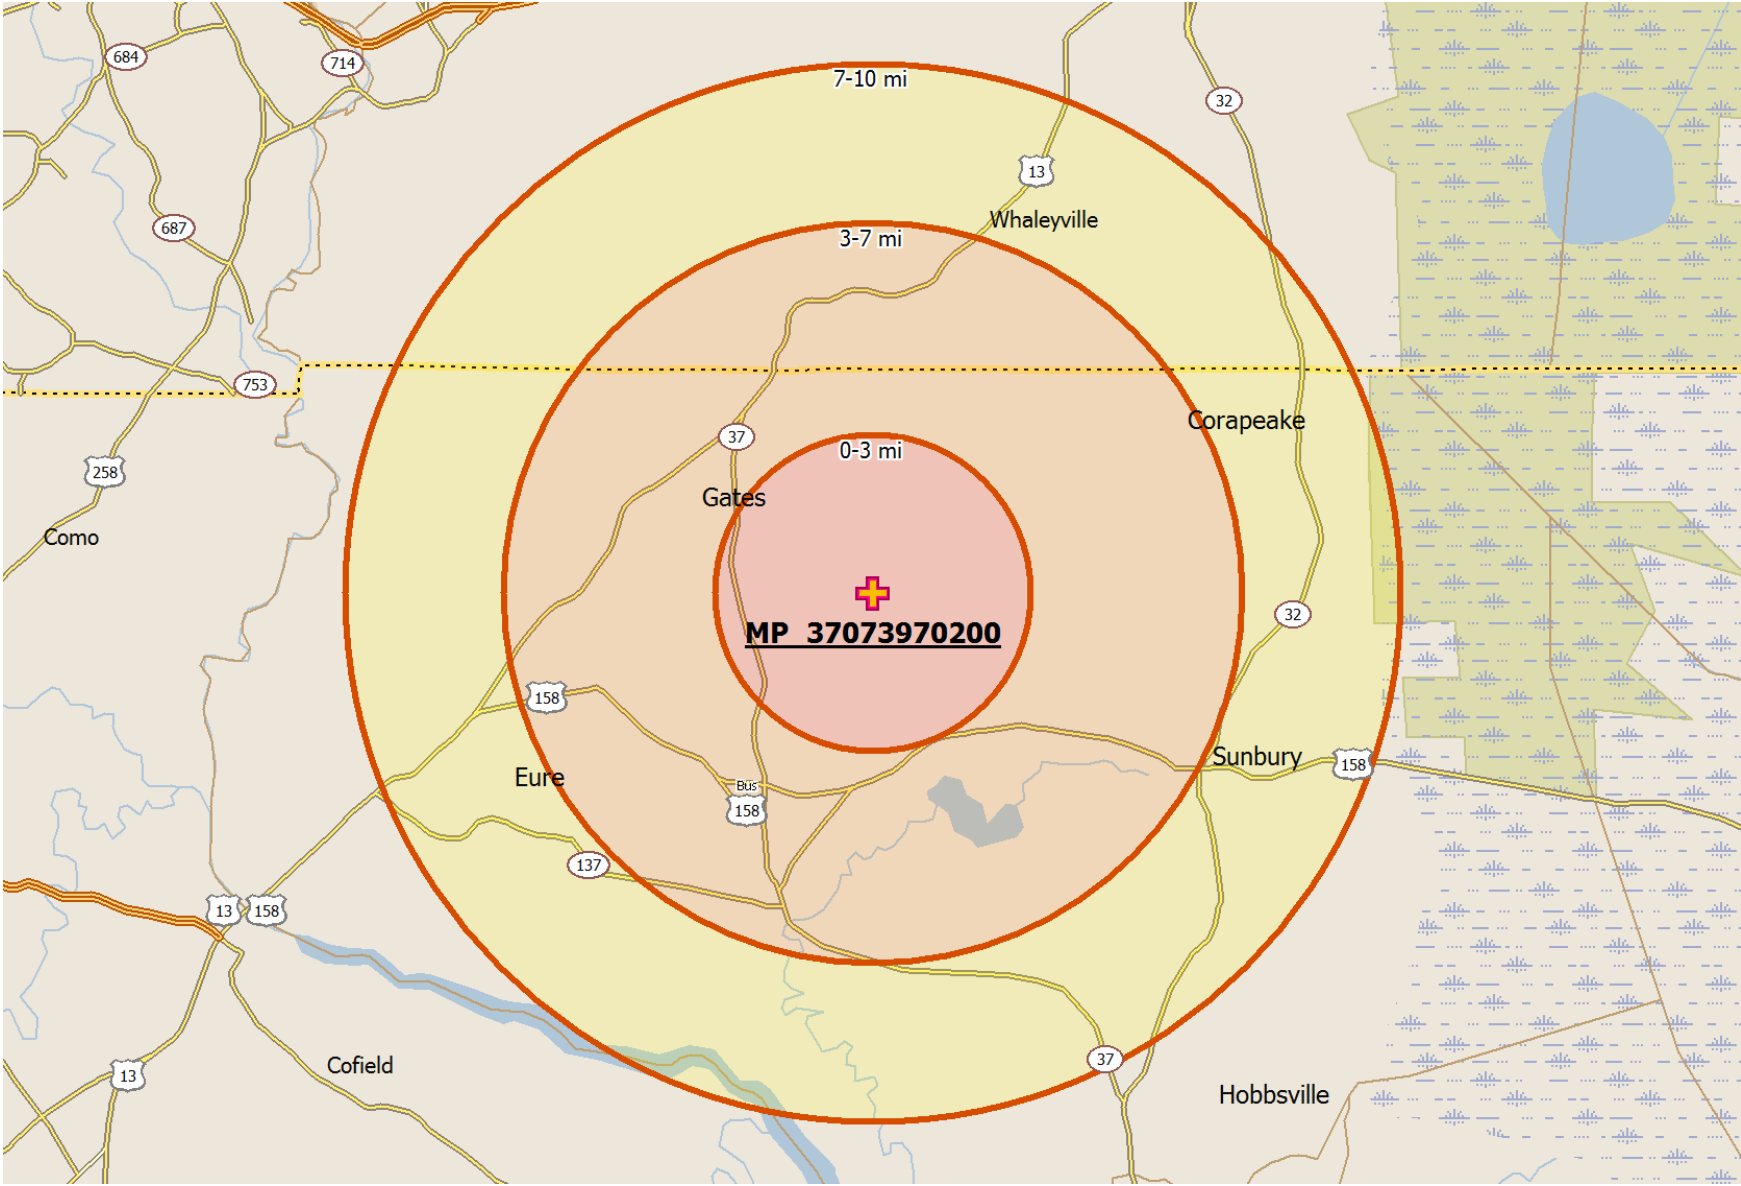 684
714
7-10 mi
32
13
Whaleyville
687
3-7 mi
753
Corapeake
37
0-3 mi
258
Gates
Como
MP 37073970200
32
158
Sunbury
158
Eure
Bus
158
137
13
158
37
Cofield
13
Hobbsville